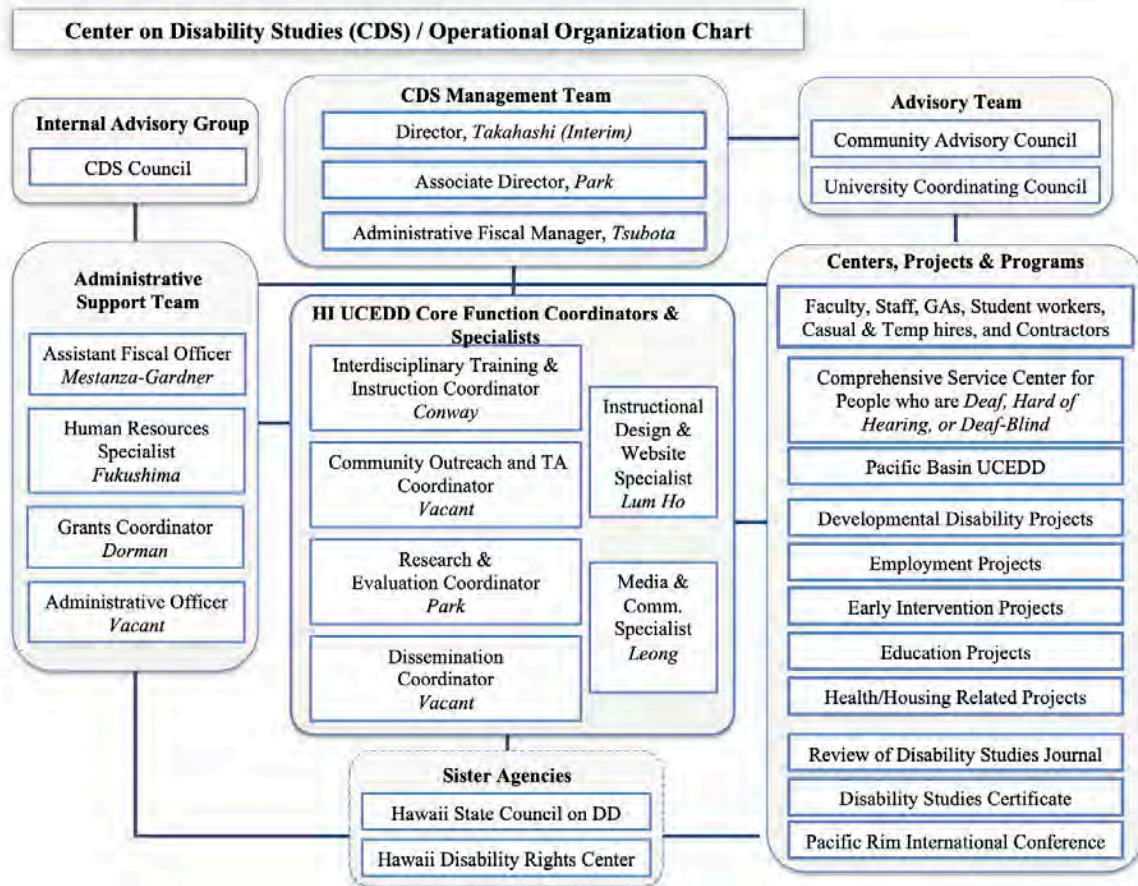 Center on Disability Studies (CDS) / Operational Organization Chart
Internal Advisory Group
CDS Council
CDS Management Team
Director, Takahashi (Interim)
Associate Director, Park
Administrative Fiscal Manager, Tsubota
Advisory Team
Community Advisory Council
University Coordinating Council
Administrative
Support Team
Assistant Fiscal Officer
Mestanza-Gardner
Human Resources
Specialist
Fukushima
Grants Coordinator
Dorman
Administrative Officer
Vacant
HI UCEDD Core Function Coordinators &
Specialists
Interdisciplinary Training &
Instruction Coordinator
Conway
Community Outreach and TA
Coordinator
Vacant
Research &
Evaluation Coordinator
Park
Dissemination
Coordinator
Vacant
Instructional
Design &
Website
Specialist
Lum Ho
Media &
Comm.
Specialist
Leong
Centers, Projects & Programs
Faculty, Staff, GAs, Student workers,
Casual & Temp hires, and Contractors
Comprehensive Service Center for
People who are Deaf, Hard of
Hearing, or Deaf-Blind
Pacific Basin UCEDD
Developmental Disability Projects
Employment Projects
Early Intervention Projects
Education Projects
Health/Housing Related Projects
Review of Disability Studies Journal
Disability Studies Certificate
Pacific Rim International Conference
Sister Agencies
Hawaii State Council on DD
Hawaii Disability Rights Center